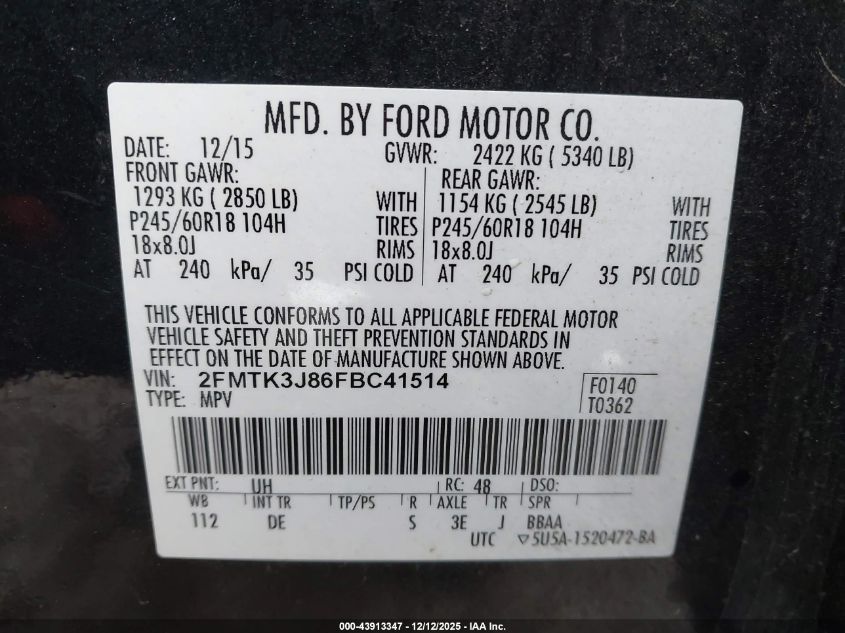 MFD. BY FORD MOTOR CO.
DATE: 12/15 GVWR: 2422 KG ( 5340 LB)
FRONT GAWR: REAR GAWR:
1293 KG ( 2850 LB) WITH 1154 KG ( 2545 LB) WITH
P245/60R18 104H TIRES P245/60R18 104H TIRES
18x8.0J RIMS 18x8.0J RIMS
AT 240 kPa/ 35 PSI COLD AT 240 kPa/ 35 PSI COLD
THIS VEHICLE CONFORMS TO ALL APPLICABLE FEDERAL MOTOR
VEHICLE SAFETY AND THEFT PREVENTION STANDARDS IN
EFFECT ON THE DATE OF MANUFACTURE SHOWN ABOVE.
VIN: 2FMTK3J86FBC41514 F0140
TYPE: MPV T0362
EXT PNT: UH RC: 48 DSO:
WB INT TR TP/PS R AXLE TR SPR
112 DE S 3E J BBAA
UTC ▽5U5A-1520472-BA
000-43913347 - 12/12/2025 - IAA Inc.